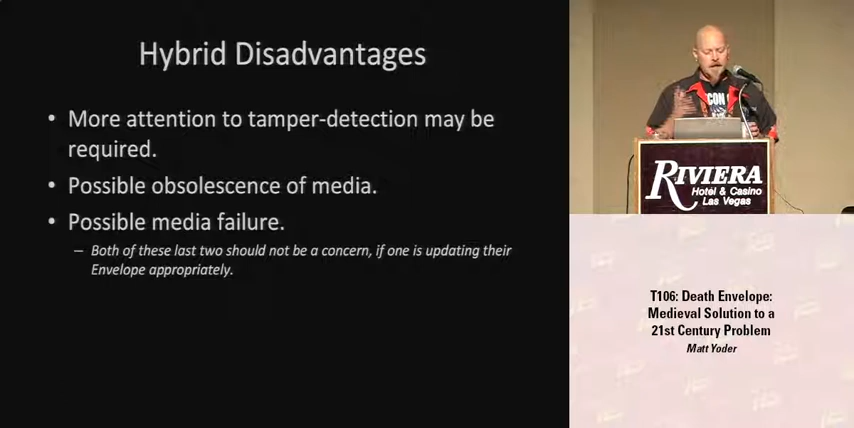 Hybrid Disadvantages
• More attention to tamper-detection may be
required.
• Possible obsolescence of media.
• Possible media failure.
– Both of these last two should not be a concern, if one is updating their
Envelope appropriately.
CON
RIVIERA
Hotel & Casino
Las Vegas
T106: Death Envelope:
Medieval Solution to a
21st Century Problem
Matt Yoder